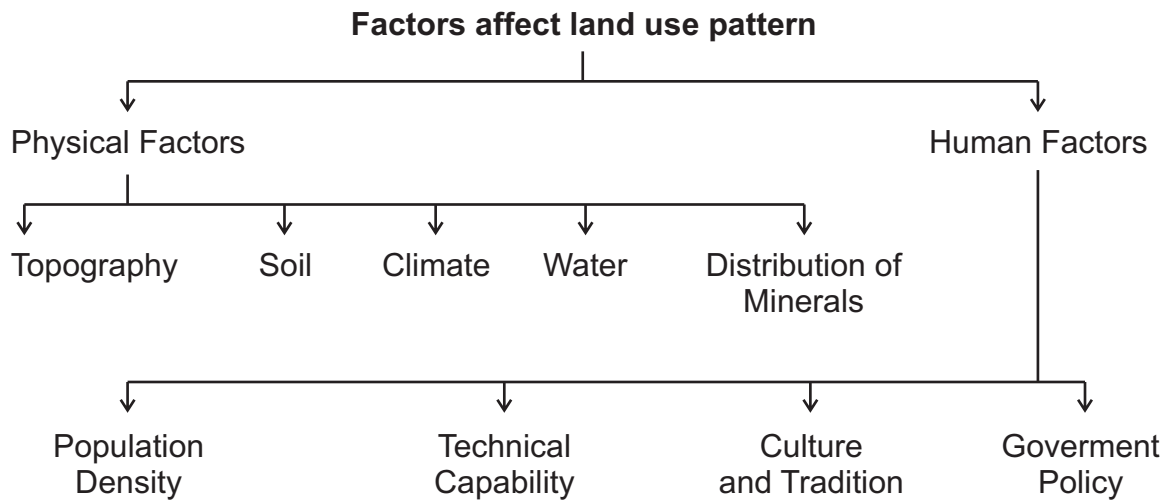 Factors affect land use pattern
Physical Factors
Human Factors
Topography
Soil
Climate
Water
Distribution of
Minerals
Population
Density
Technical
Capability
Culture
and Tradition
Goverment
Policy